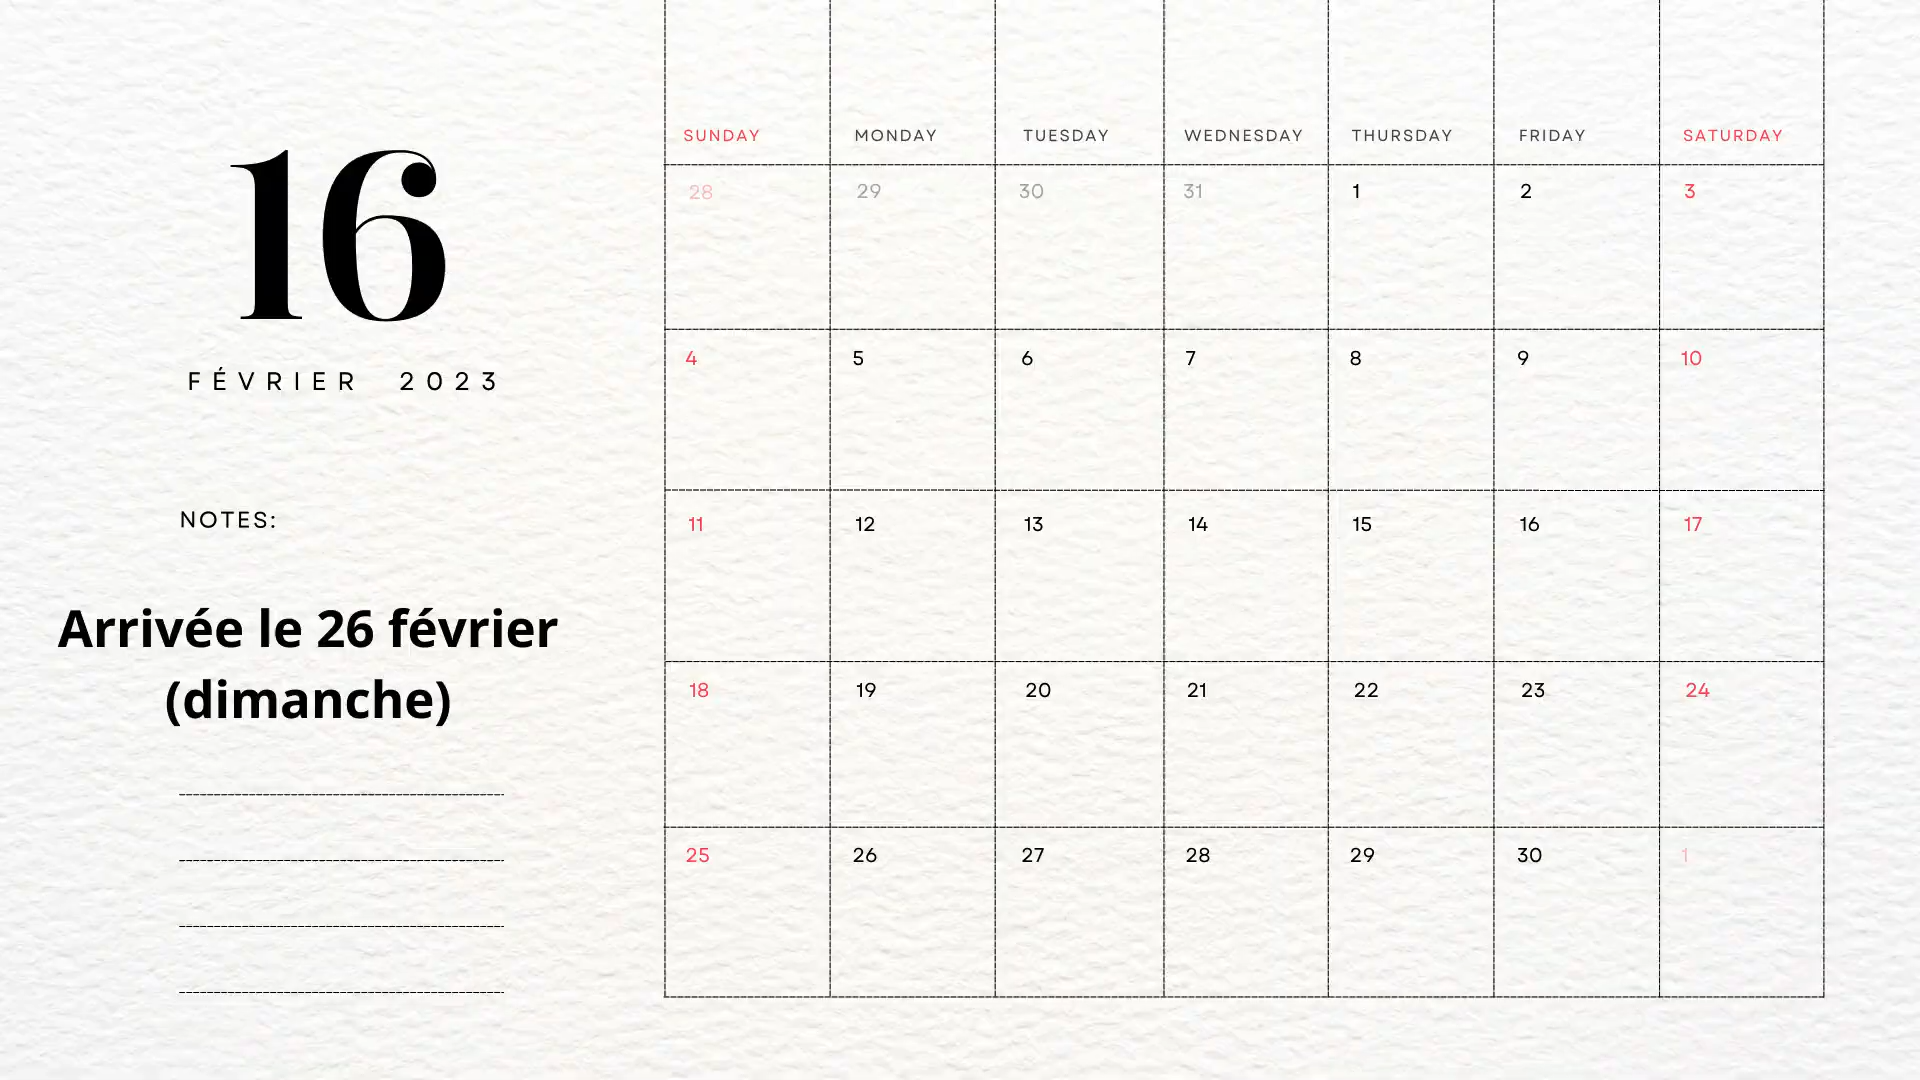 16
FÉVRIER 2023
NOTES:
Arrivée le 26 février
(dimanche)
SUNDAY MONDAY TUESDAY WEDNESDAY THURSDAY FRIDAY SATURDAY
28 29 30 31 1 2 3
4 5 6 7 8 9 10
11 12 13 14 15 16 17
18 19 20 21 22 23 24
25 26 27 28 29 30 1